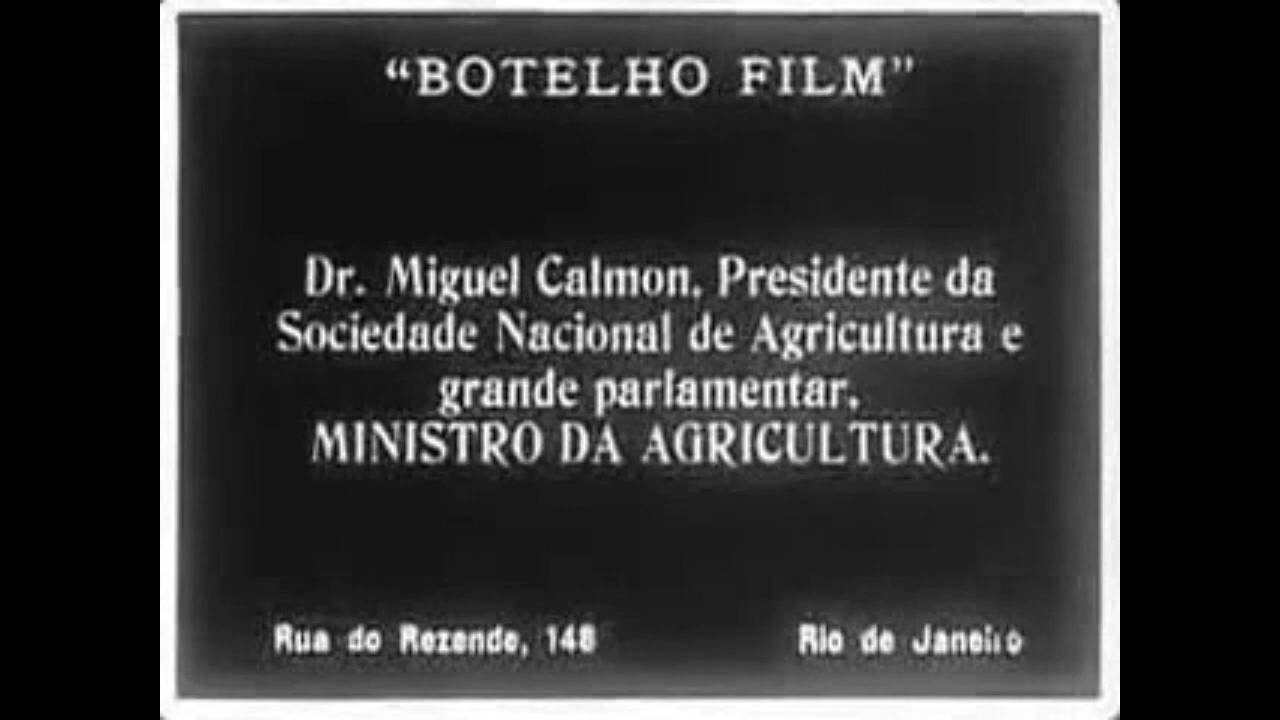 “BOTELHO FILM”
Dr. Miguel Calmon, Presidente da
Sociedade Nacional de Agricultura e
grande parlamentar,
MINISTRO DA AGRICULTURA.
Rua do Rezende, 148
Rio de Janeiro